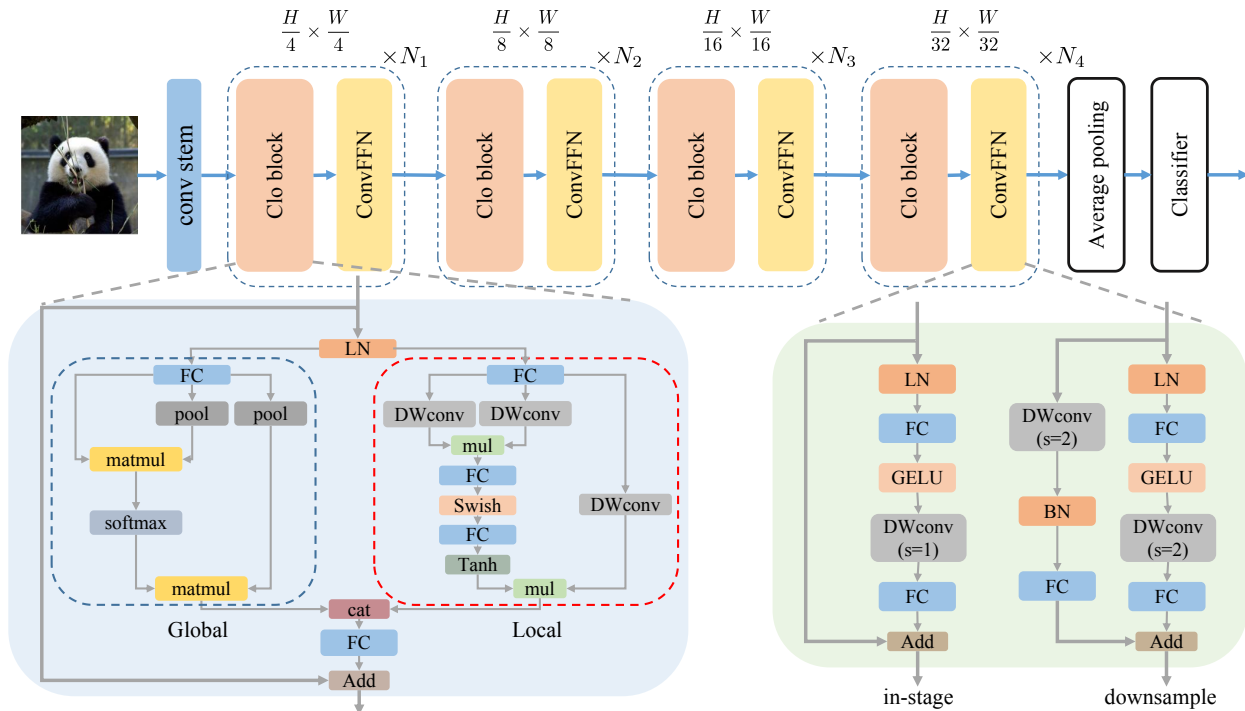 H/4 × W/4
×N₁
H/8 × W/8
×N₂
H/16 × W/16
×N₃
H/32 × W/32
×N₄
conv stem
Clo block
ConvFFN
Clo block
ConvFFN
Clo block
ConvFFN
Clo block
ConvFFN
Average pooling
Classifier
LN
FC
pool
pool
matmul
softmax
matmul
Global
FC
DWconv
DWconv
mul
FC
Swish
FC
Tanh
DWconv
mul
Local
cat
FC
Add
LN
FC
GELU
DWconv
(s=1)
FC
Add
in-stage
DWconv
(s=2)
BN
FC
LN
FC
GELU
DWconv
(s=2)
FC
Add
downsample